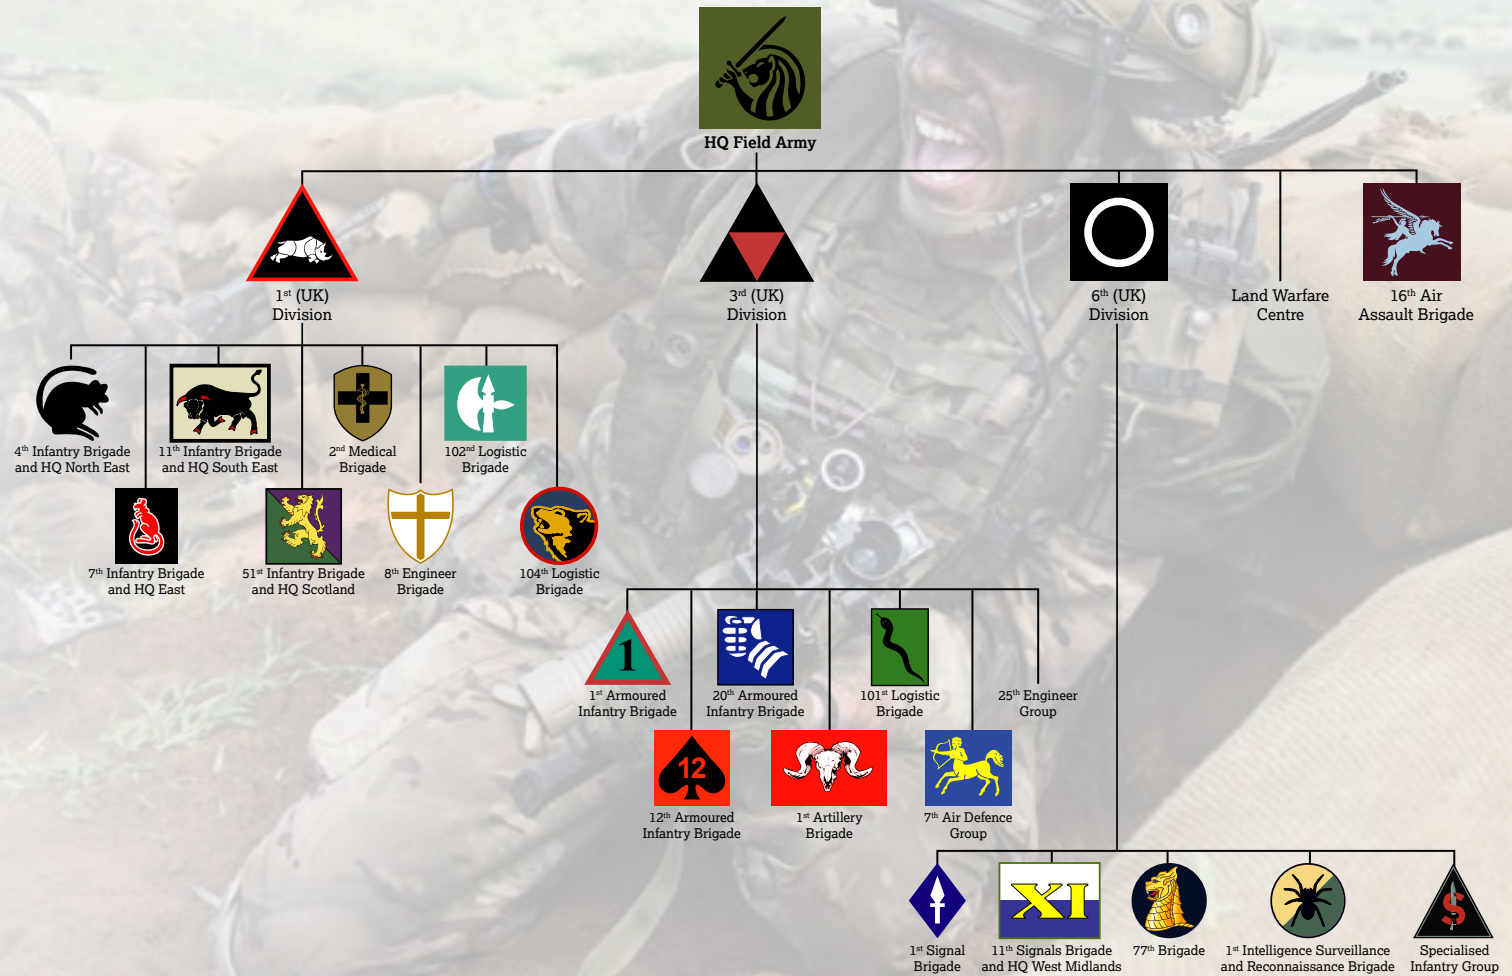 HQ Field Army
1st (UK)
Division
3rd (UK)
Division
6th (UK)
Division
Land Warfare
Centre
16th Air
Assault Brigade
4th Infantry Brigade
and HQ North East
11th Infantry Brigade
and HQ South East
2nd Medical
Brigade
102nd Logistic
Brigade
7th Infantry Brigade
and HQ East
51st Infantry Brigade
and HQ Scotland
8th Engineer
Brigade
104th Logistic
Brigade
1
1st Armoured
Infantry Brigade
20th Armoured
Infantry Brigade
101st Logistic
Brigade
25th Engineer
Group
12
12th Armoured
Infantry Brigade
1st Artillery
Brigade
7th Air Defence
Group
XI
S
1st Signal
Brigade
11th Signals Brigade
and HQ West Midlands
77th Brigade
1st Intelligence Surveillance
and Reconnaissance Brigade
Specialised
Infantry Group